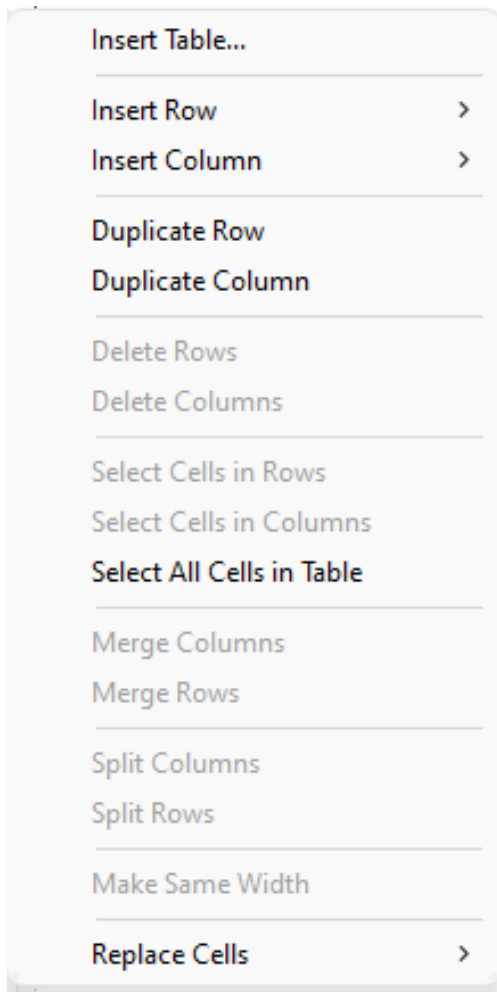 Insert Table...
Insert Row
Insert Column
Duplicate Row
Duplicate Column
Delete Rows
Delete Columns
Select Cells in Rows
Select Cells in Columns
Select All Cells in Table
Merge Columns
Merge Rows
Split Columns
Split Rows
Make Same Width
Replace Cells